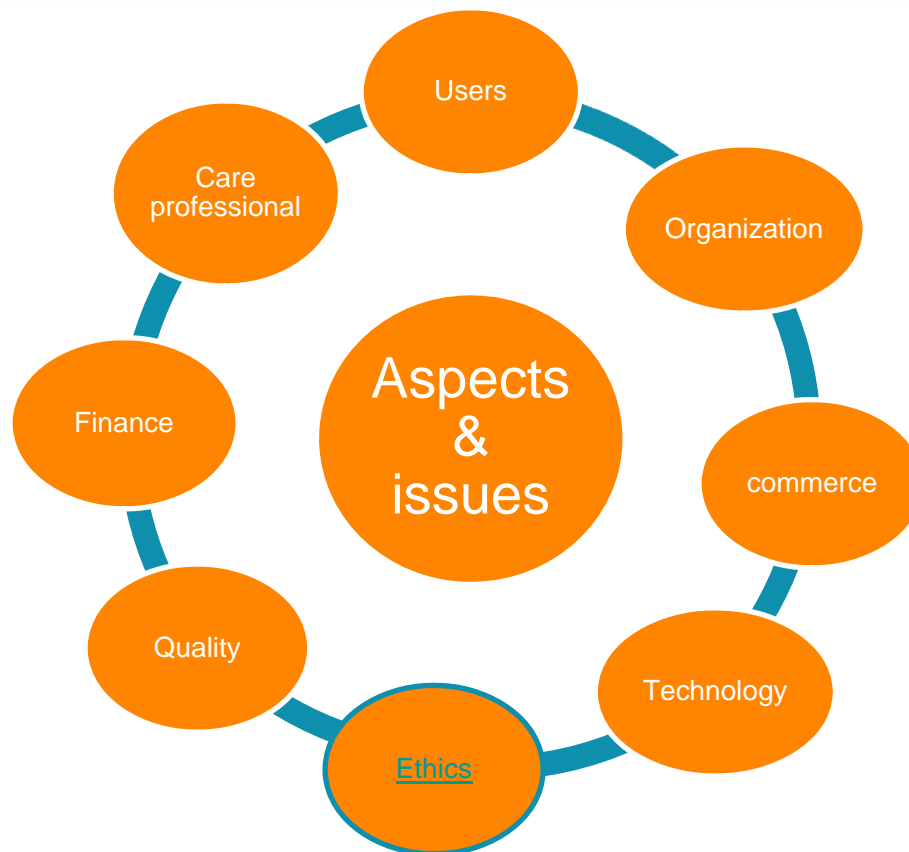 Users
Care
professional
Organization
Aspects
&
issues
Finance
commerce
Quality
Technology
Ethics